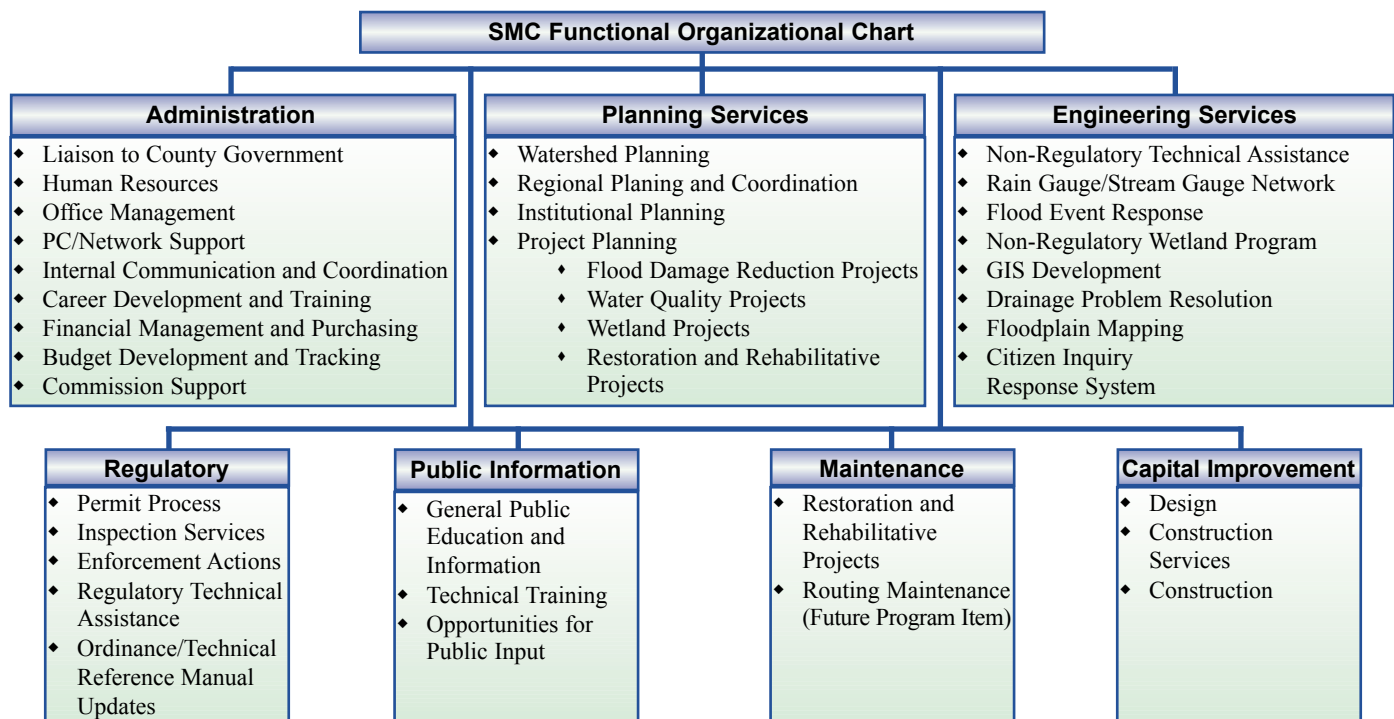 SMC Functional Organizational Chart
Administration
◆ Liaison to County Government
◆ Human Resources
◆ Office Management
◆ PC/Network Support
◆ Internal Communication and Coordination
◆ Career Development and Training
◆ Financial Management and Purchasing
◆ Budget Development and Tracking
◆ Commission Support
Planning Services
◆ Watershed Planning
◆ Regional Planing and Coordination
◆ Institutional Planning
◆ Project Planning
♦ Flood Damage Reduction Projects
♦ Water Quality Projects
♦ Wetland Projects
♦ Restoration and Rehabilitative
Projects
Engineering Services
◆ Non-Regulatory Technical Assistance
◆ Rain Gauge/Stream Gauge Network
◆ Flood Event Response
◆ Non-Regulatory Wetland Program
◆ GIS Development
◆ Drainage Problem Resolution
◆ Floodplain Mapping
◆ Citizen Inquiry
Response System
Regulatory
◆ Permit Process
◆ Inspection Services
◆ Enforcement Actions
◆ Regulatory Technical
Assistance
◆ Ordinance/Technical
Reference Manual
Updates
Public Information
◆ General Public
Education and
Information
◆ Technical Training
◆ Opportunities for
Public Input
Maintenance
◆ Restoration and
Rehabilitative
Projects
◆ Routing Maintenance
(Future Program Item)
Capital Improvement
◆ Design
◆ Construction
Services
◆ Construction